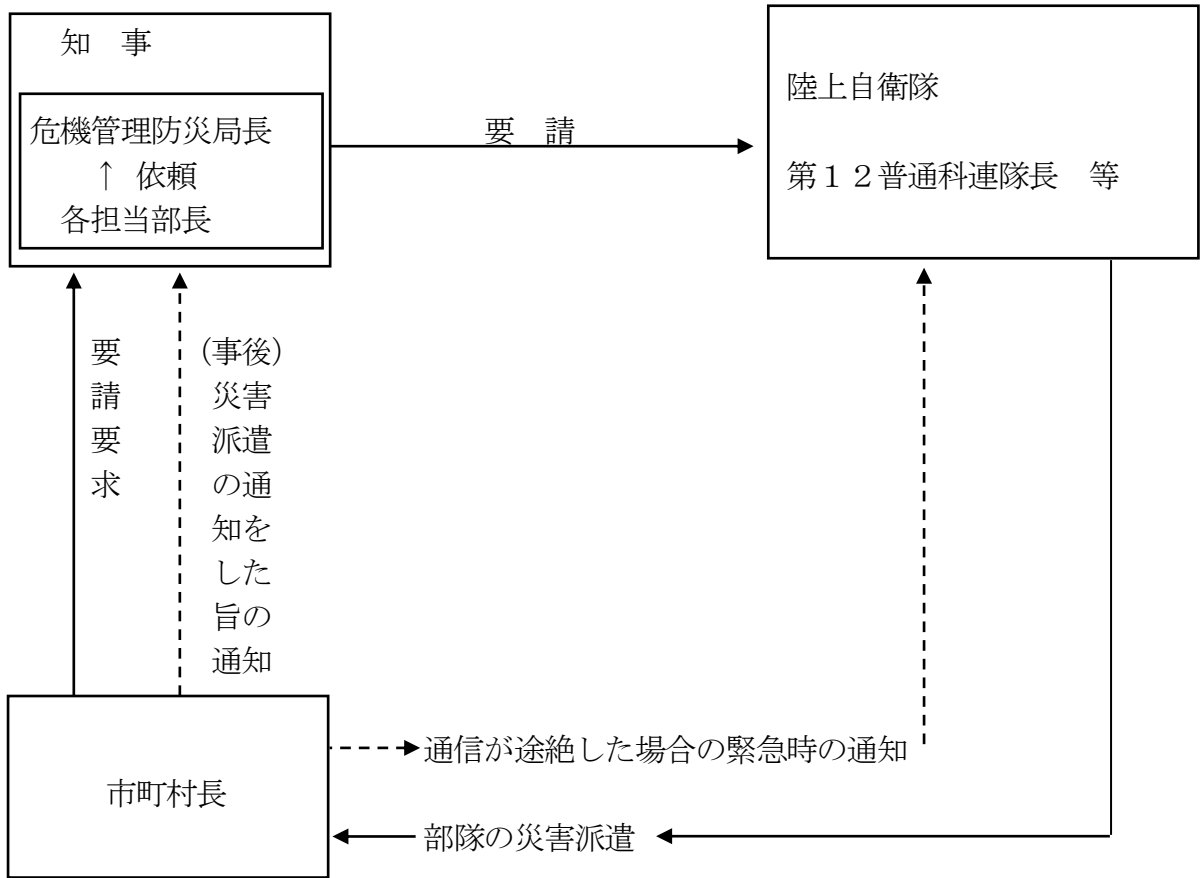 知　事
危機管理防災局長
↑ 依頼
各担当部長
要　請
陸上自衛隊
第１２普通科連隊長　等
要請要求
（事後）
災害
派遣
の通
知を
した
旨の
通知
市町村長
通信が途絶した場合の緊急時の通知
部隊の災害派遣